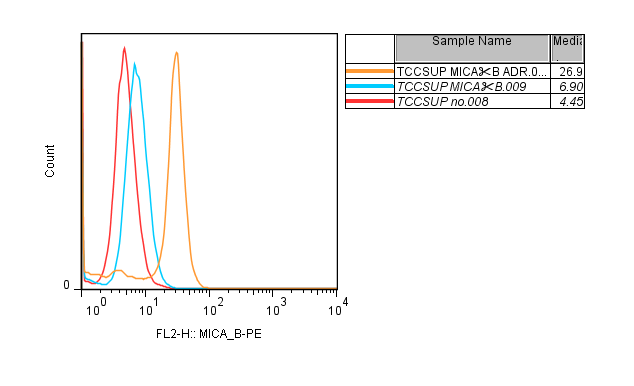 Sample Name Media
TCCSUP MICA⊁B ADR.0... 26.9
TCCSUP MICA⊁B.009 6.90
TCCSUP no.008 4.45
Count
0
10^0 10^1 10^2 10^3 10^4
FL2-H:: MICA_B-PE